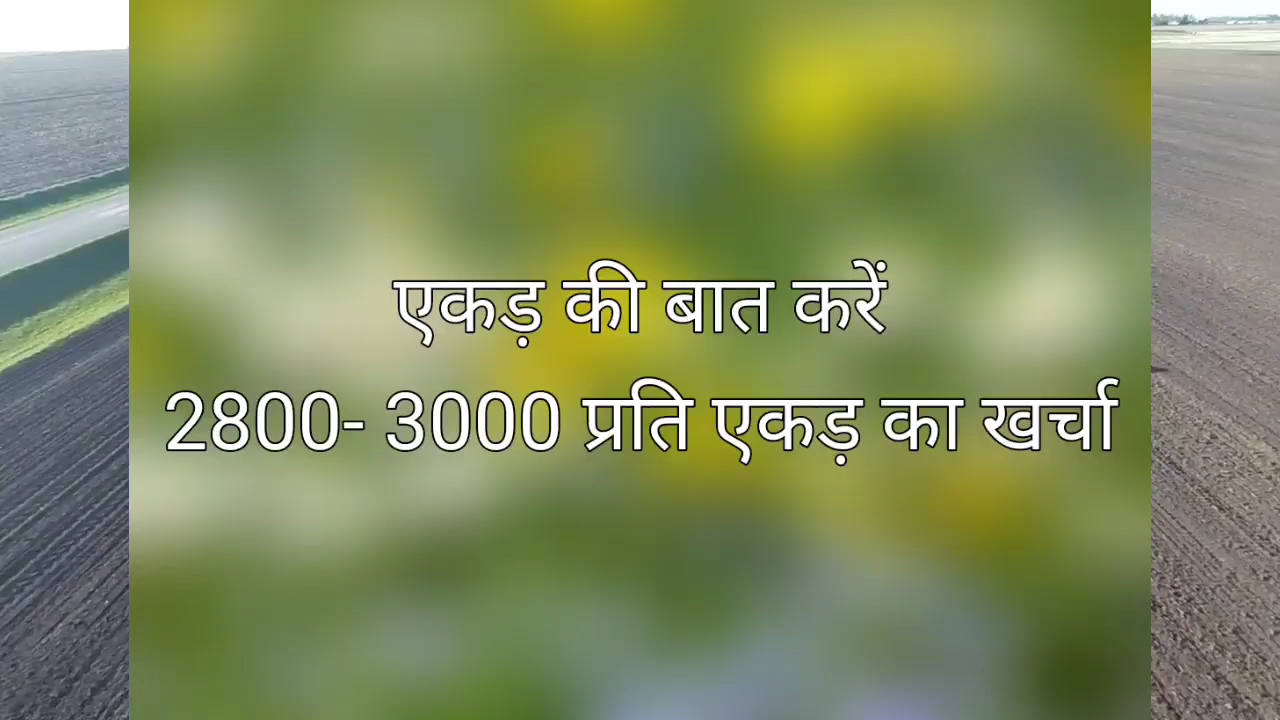 एकड़ की बात करें
2800- 3000 प्रति एकड़ का खर्चा